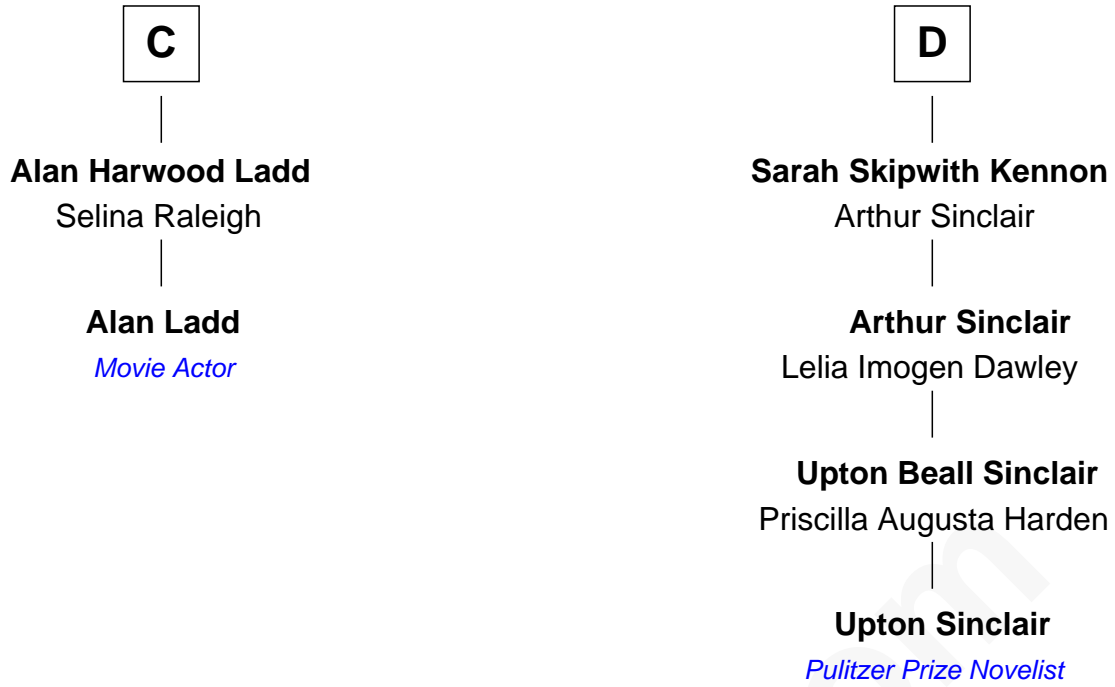 C
Alan Harwood Ladd
Selina Raleigh
Alan Ladd
Movie Actor
D
Sarah Skipwith Kennon
Arthur Sinclair
Arthur Sinclair
Lelia Imogen Dawley
Upton Beall Sinclair
Priscilla Augusta Harden
Upton Sinclair
Pulitzer Prize Novelist